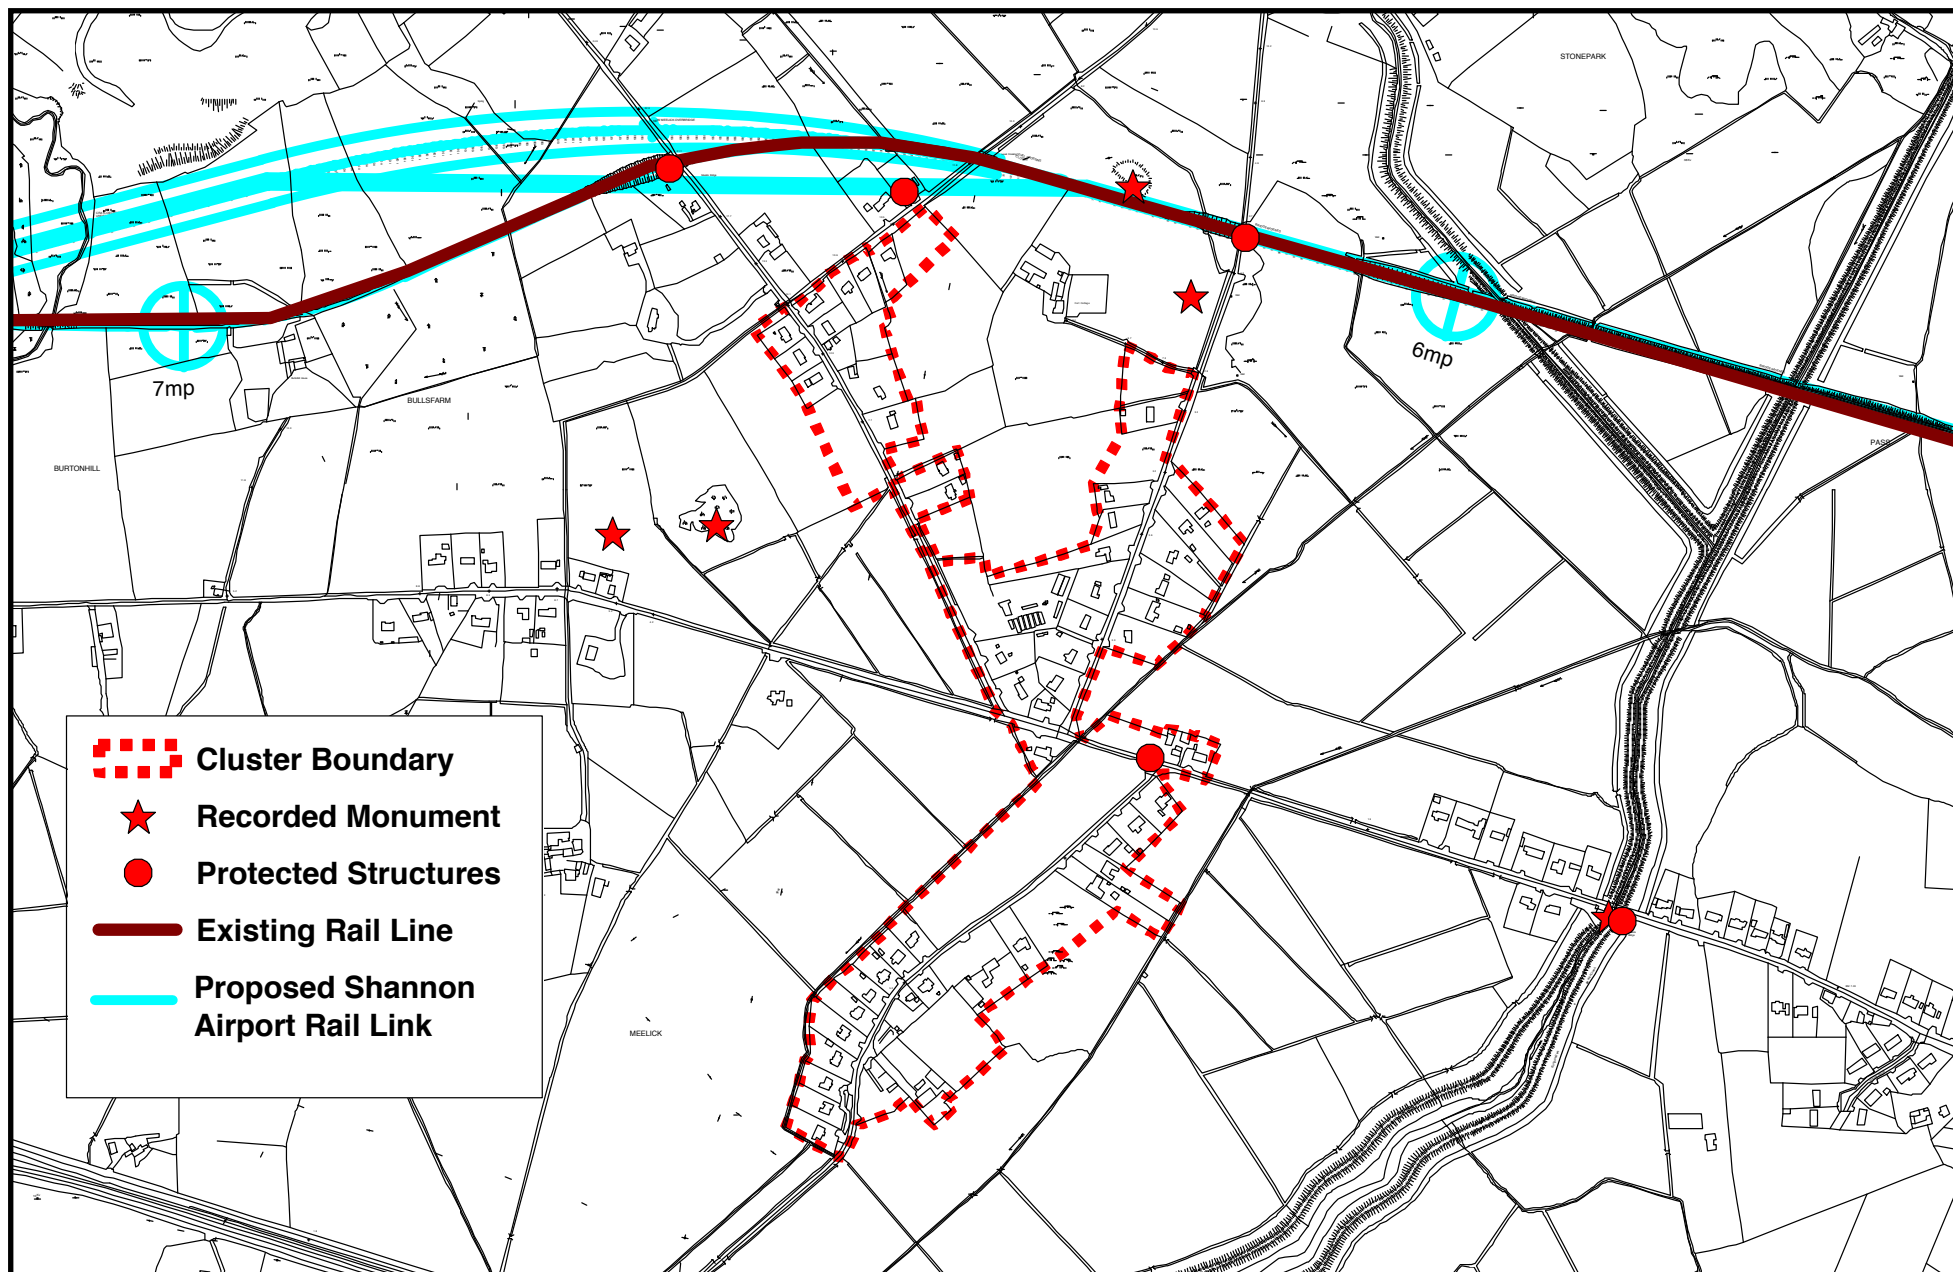 STONEPARK
7mp
6mp
BULLSFARM
PASS
BURTONHILL
Cluster Boundary
Recorded Monument
Protected Structures
Existing Rail Line
Proposed Shannon
Airport Rail Link
MEELICK